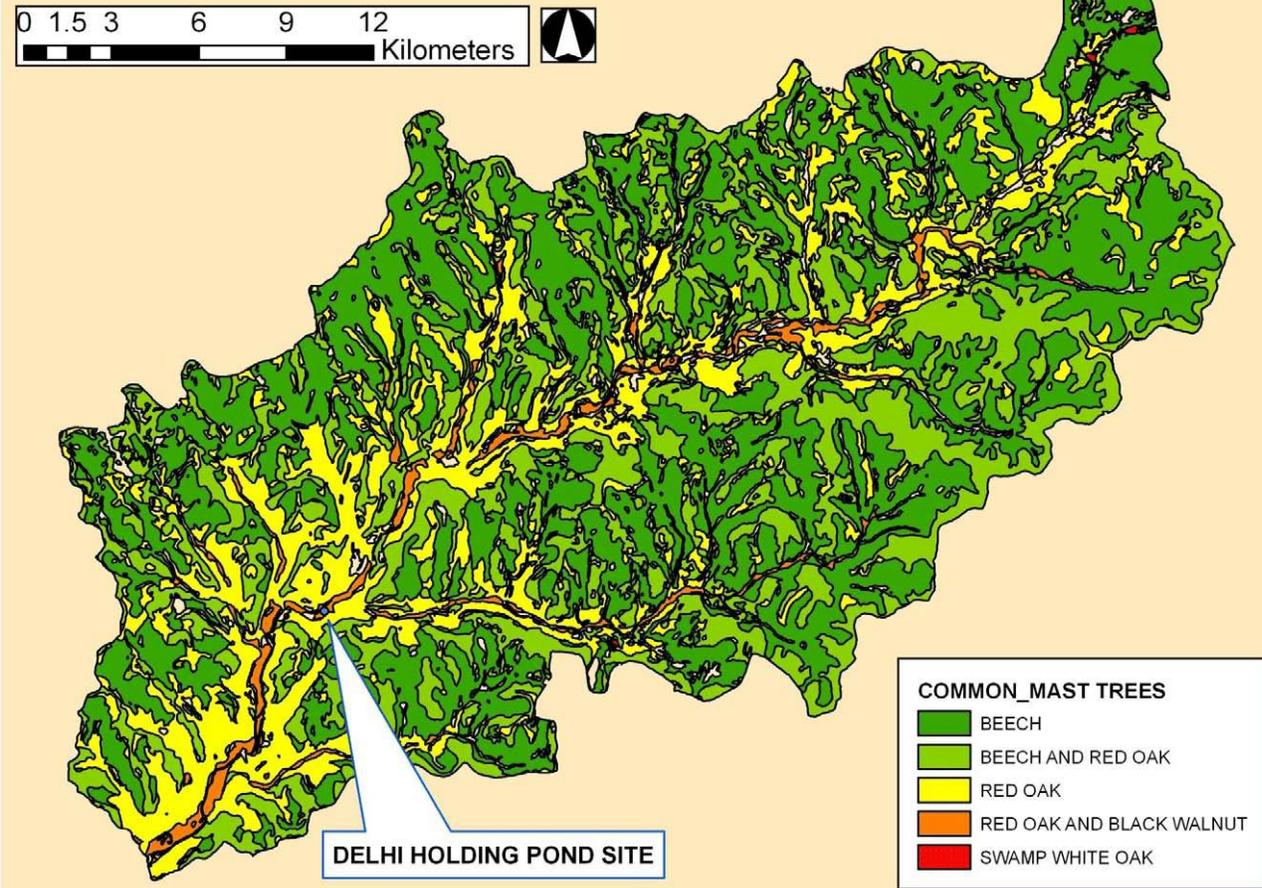 0 1.5 3 6 9 12
Kilometers
DELHI HOLDING POND SITE
COMMON_MAST TREES
BEECH
BEECH AND RED OAK
RED OAK
RED OAK AND BLACK WALNUT
SWAMP WHITE OAK